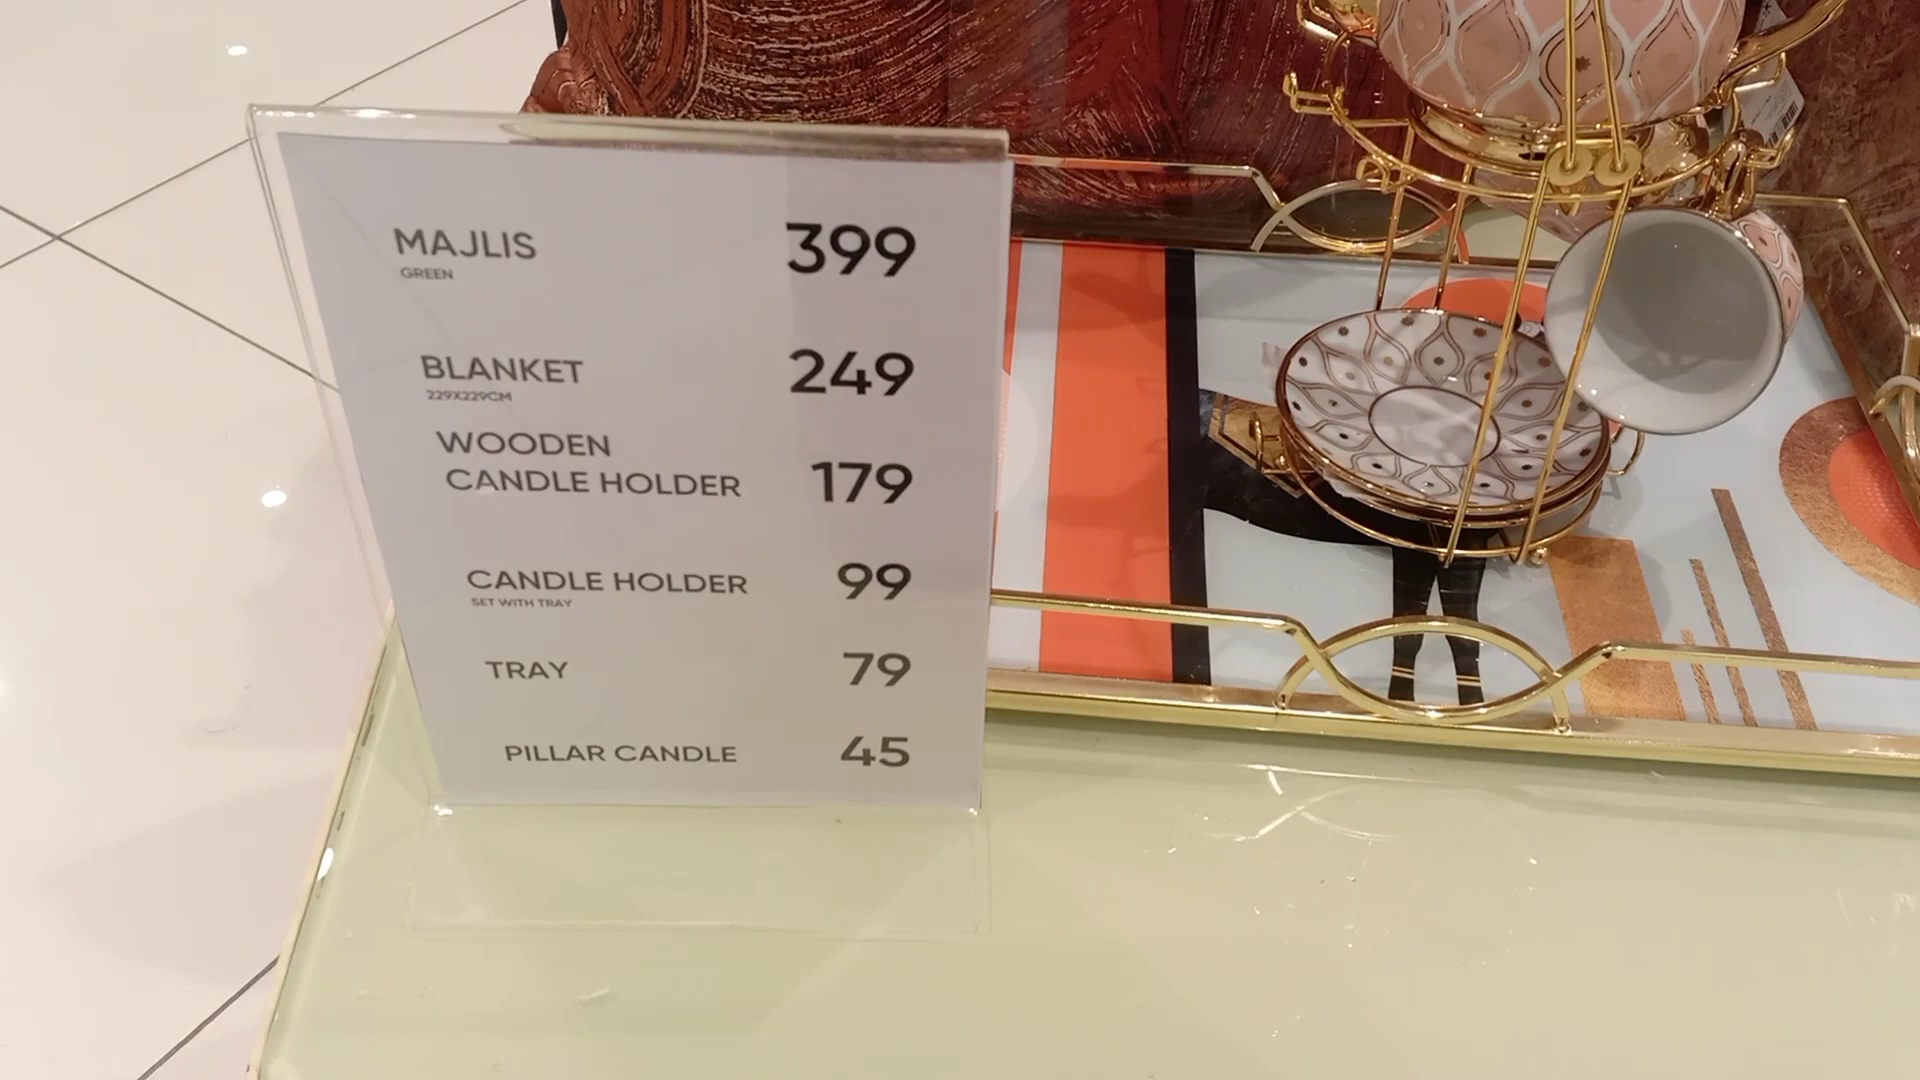 MAJLIS 399
GREEN
BLANKET 249
229X229CM
WOODEN
CANDLE HOLDER 179
CANDLE HOLDER 99
SET WITH TRAY
TRAY 79
PILLAR CANDLE 45